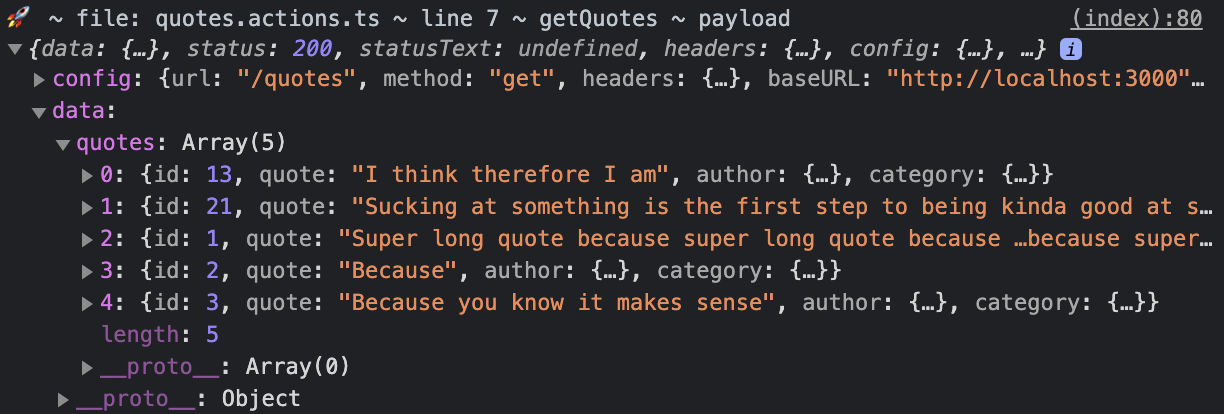 🚀 ~ file: quotes.actions.ts ~ line 7 ~ getQuotes ~ payload (index):80
▼{data: {…}, status: 200, statusText: undefined, headers: {…}, config: {…}, …} i
▶config: {url: "/quotes", method: "get", headers: {…}, baseURL: "http://localhost:3000"…
▼data:
▼quotes: Array(5)
▶0: {id: 13, quote: "I think therefore I am", author: {…}, category: {…}}
▶1: {id: 21, quote: "Sucking at something is the first step to being kinda good at s…
▶2: {id: 1, quote: "Super long quote because super long quote because …because super…
▶3: {id: 2, quote: "Because", author: {…}, category: {…}}
▶4: {id: 3, quote: "Because you know it makes sense", author: {…}, category: {…}}
length: 5
▶__proto__: Array(0)
▶__proto__: Object